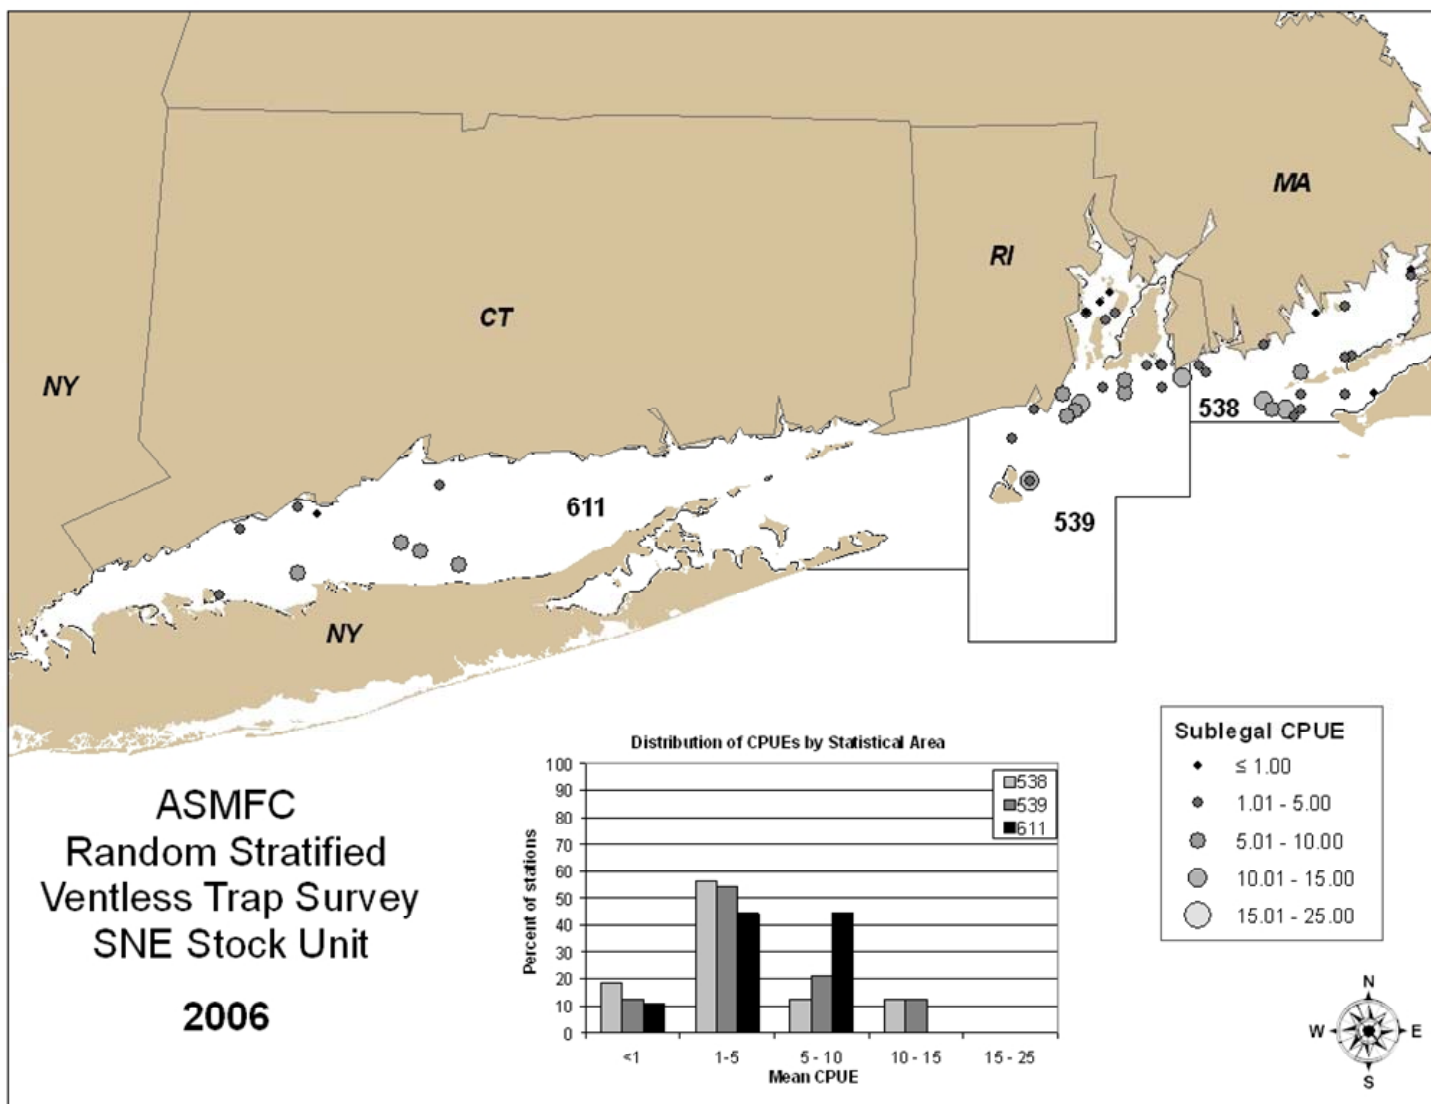 MA
RI
CT
NY
538
611
539
NY
Sublegal CPUE
≤ 1.00
1.01 - 5.00
5.01 - 10.00
10.01 - 15.00
15.01 - 25.00
ASMFC
Random Stratified
Ventless Trap Survey
SNE Stock Unit
2006
Distribution of CPUEs by Statistical Area
Percent of stations
100
90
80
70
60
50
40
30
20
10
0
538
539
611
<1
1-5
5 - 10
10 - 15
15 - 25
Mean CPUE
N
W
E
S